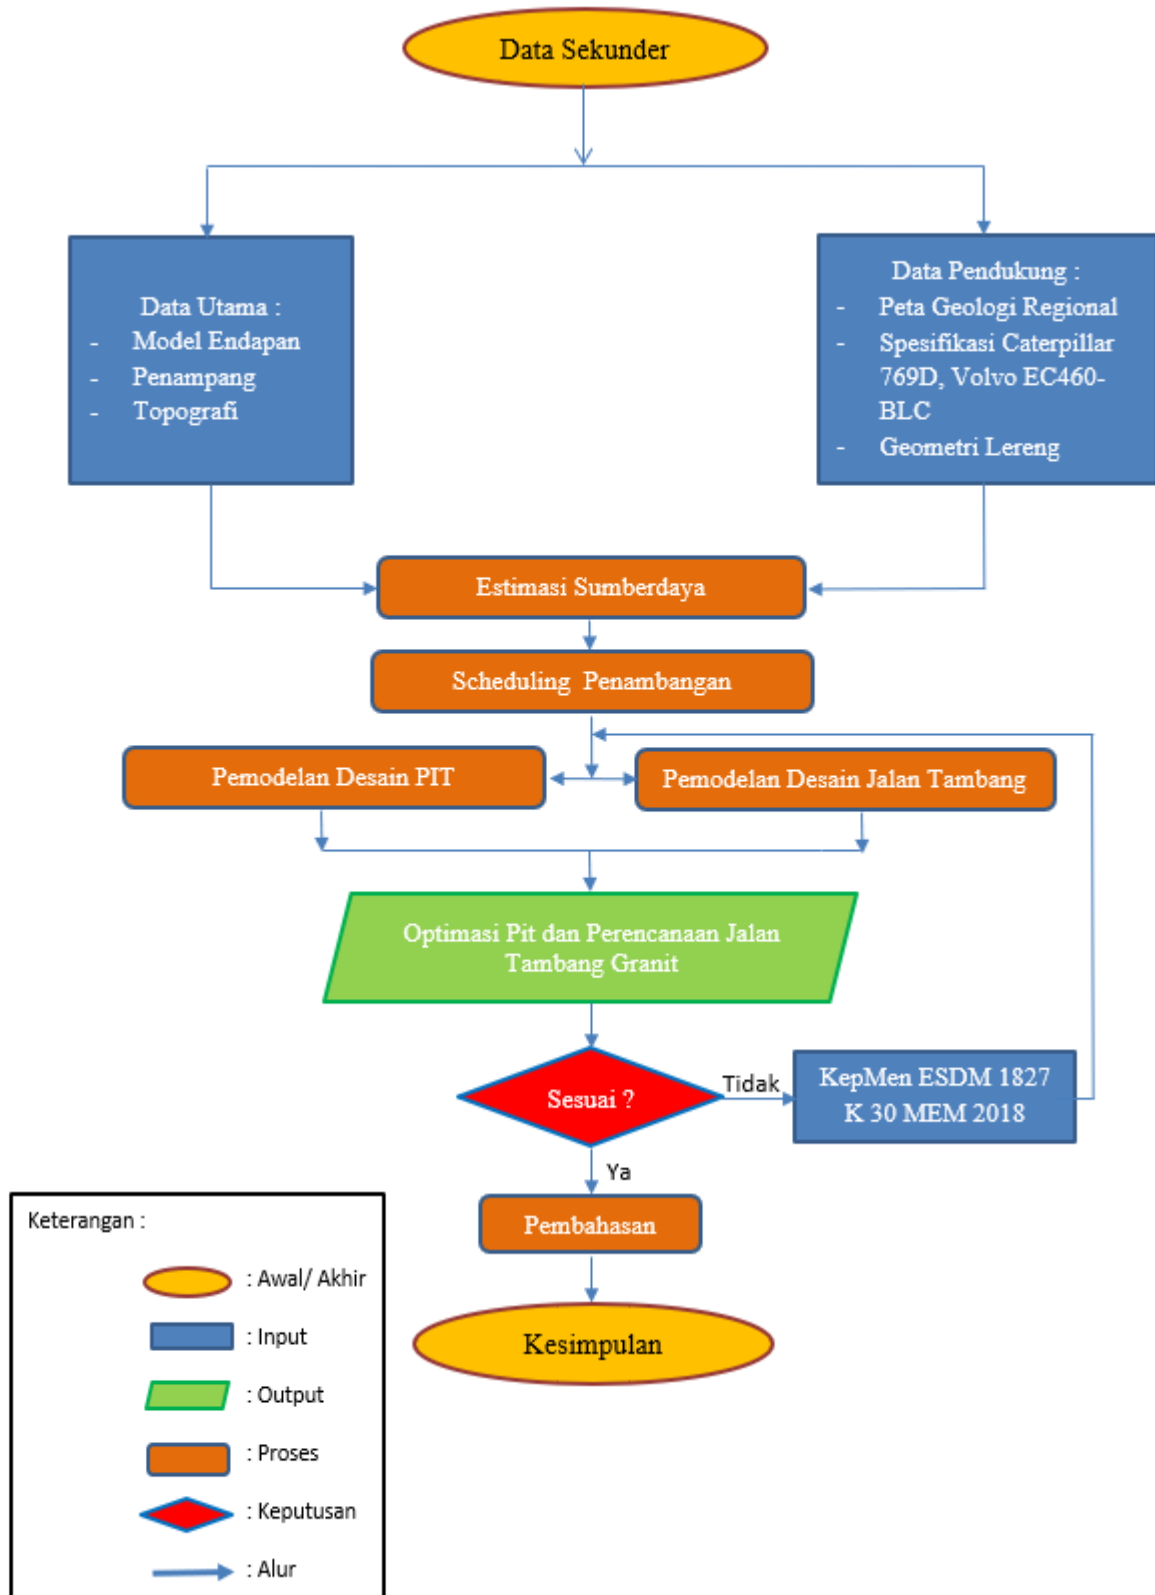 Data Sekunder
Data Utama :
- Model Endapan
- Penampang
- Topografi
Data Pendukung :
- Peta Geologi Regional
- Spesifikasi Caterpillar
769D, Volvo EC460-
BLC
- Geometri Lereng
Estimasi Sumberdaya
Scheduling Penambangan
Pemodelan Desain PIT
Pemodelan Desain Jalan Tambang
Optimasi Pit dan Perencanaan Jalan
Tambang Granit
Sesuai ?
Tidak
KepMen ESDM 1827
K 30 MEM 2018
Ya
Pembahasan
Kesimpulan
Keterangan :
: Awal/ Akhir
: Input
: Output
: Proses
: Keputusan
: Alur